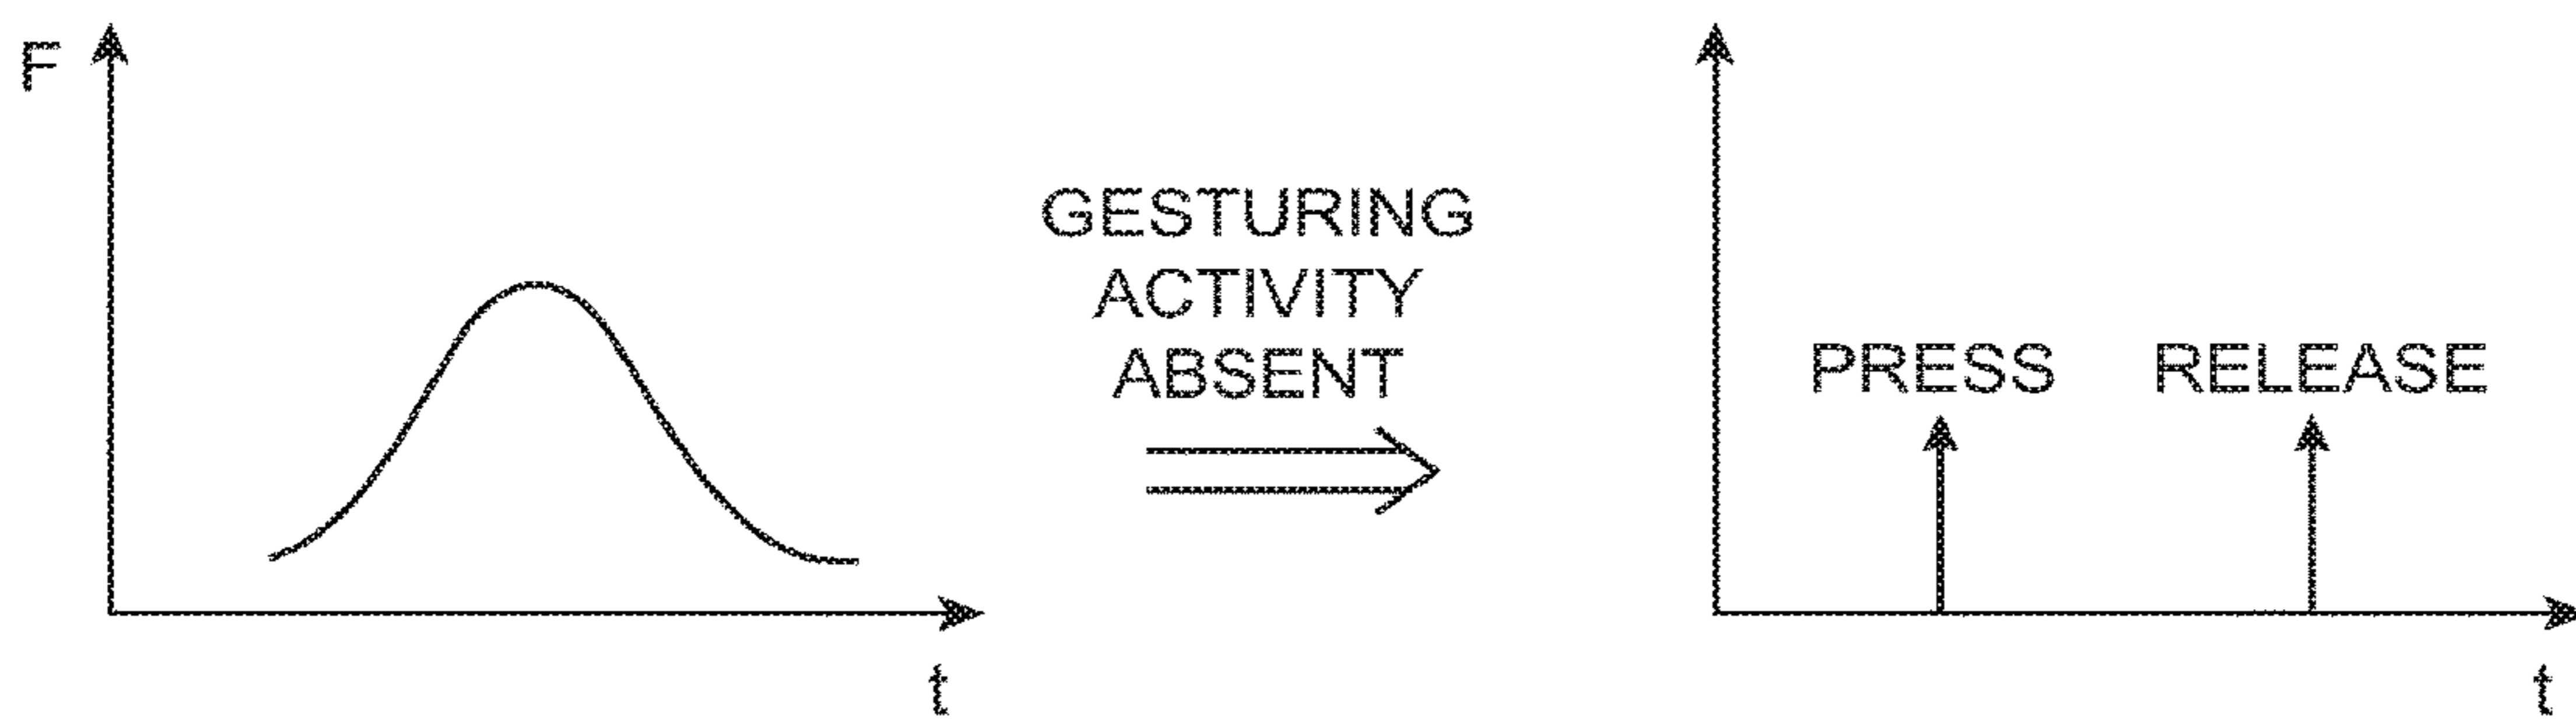 F
GESTURING
ACTIVITY
ABSENT
PRESS RELEASE
t
t